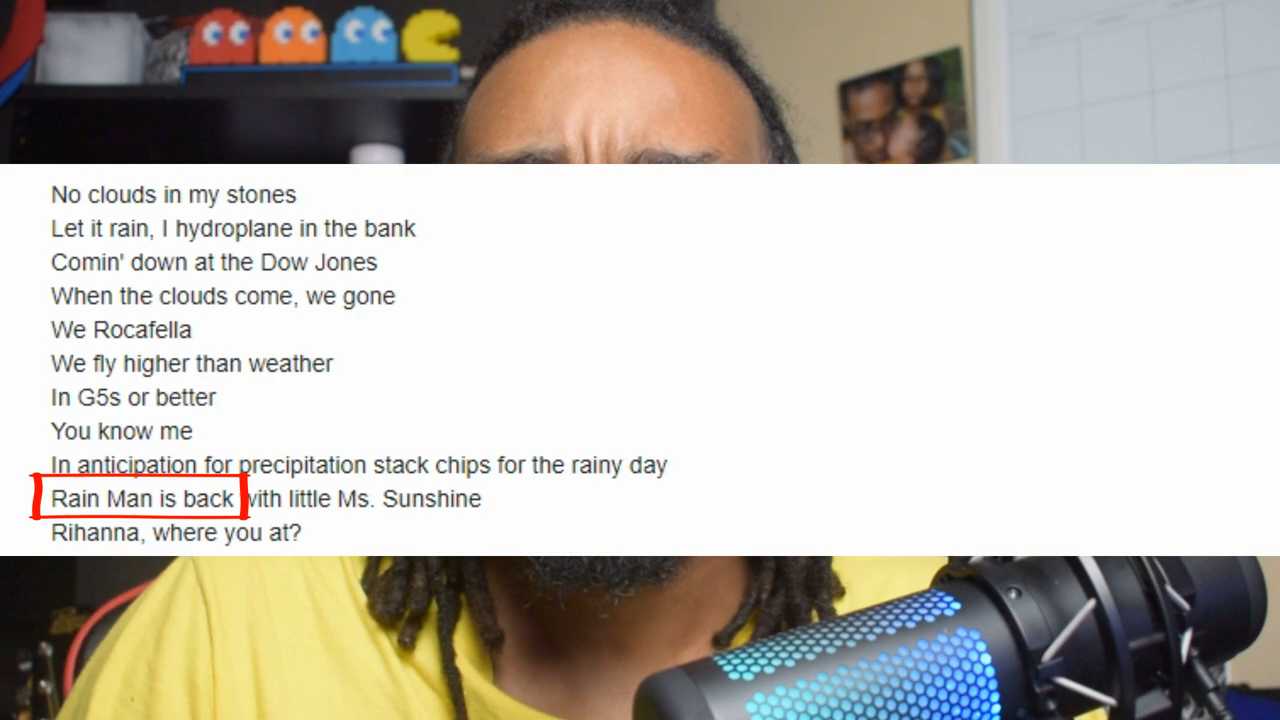 No clouds in my stones
Let it rain, I hydroplane in the bank
Comin' down at the Dow Jones
When the clouds come, we gone
We Rocafella
We fly higher than weather
In G5s or better
You know me
In anticipation for precipitation stack chips for the rainy day
Rain Man is back with little Ms. Sunshine
Rihanna, where you at?